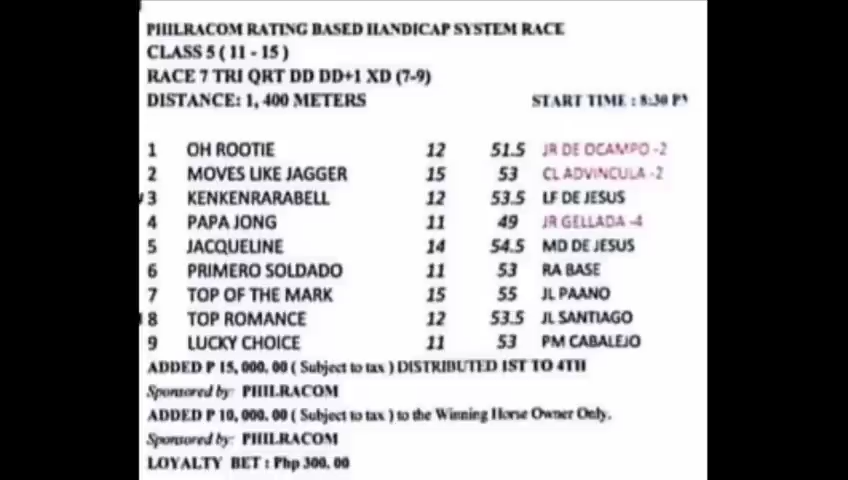 PHILRACOM RATING BASED HANDICAP SYSTEM RACE
CLASS 5 ( 11 - 15 )
RACE 7 TRI QRT DD DD+1 XD (7-9)
DISTANCE: 1, 400 METERS START TIME : 8:30 PM
1 OH ROOTIE 12 51.5 JR DE OCAMPO -2
2 MOVES LIKE JAGGER 15 53 CL ADVINCULA -2
3 KENKENRARABELL 12 53.5 LF DE JESUS
4 PAPA JONG 11 49 JR GELLADA -4
5 JACQUELINE 14 54.5 MD DE JESUS
6 PRIMERO SOLDADO 11 53 RA BASE
7 TOP OF THE MARK 15 55 JL PAANO
8 TOP ROMANCE 12 53.5 JL SANTIAGO
9 LUCKY CHOICE 11 53 PM CABALEJO
ADDED P 15, 000. 00 ( Subject to tax ) DISTRIBUTED 1ST TO 4TH
Sponsored by: PHILRACOM
ADDED P 10, 000. 00 ( Subject to tax ) to the Winning Horse Owner Only.
Sponsored by: PHILRACOM
LOYALTY BET : Php 300. 00